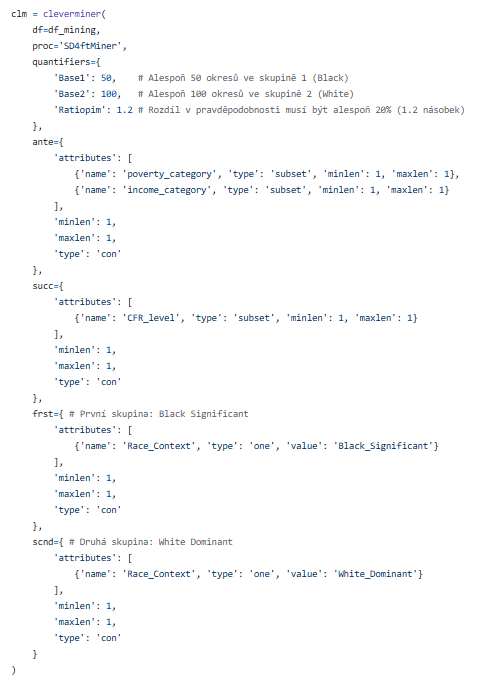 clm = cleverminer(
    df=df_mining,
    proc='SD4ftMiner',
    quantifiers={
        'Base1': 50,    # Alespoň 50 okresů ve skupině 1 (Black)
        'Base2': 100,   # Alespoň 100 okresů ve skupině 2 (White)
        'Ratiopim': 1.2 # Rozdíl v pravděpodobnosti musí být alespoň 20% (1.2 násobek)
    },
    ante={
        'attributes': [
            {'name': 'poverty_category', 'type': 'subset', 'minlen': 1, 'maxlen': 1},
            {'name': 'income_category', 'type': 'subset', 'minlen': 1, 'maxlen': 1}
        ],
        'minlen': 1,
        'maxlen': 1,
        'type': 'con'
    },
    succ={
        'attributes': [
            {'name': 'CFR_level', 'type': 'subset', 'minlen': 1, 'maxlen': 1}
        ],
        'minlen': 1,
        'maxlen': 1,
        'type': 'con'
    },
    frst={ # První skupina: Black Significant
        'attributes': [
            {'name': 'Race_Context', 'type': 'one', 'value': 'Black_Significant'}
        ],
        'minlen': 1,
        'maxlen': 1,
        'type': 'con'
    },
    scnd={ # Druhá skupina: White Dominant
        'attributes': [
            {'name': 'Race_Context', 'type': 'one', 'value': 'White_Dominant'}
        ],
        'minlen': 1,
        'maxlen': 1,
        'type': 'con'
    }
)